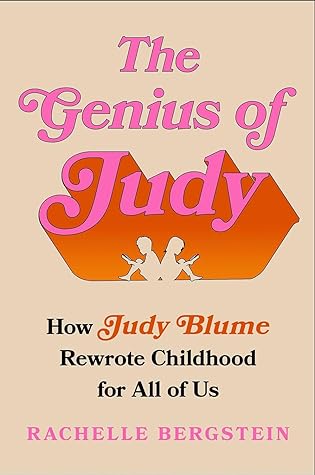 The
Genius of
Judy
How Judy Blume
Rewrote Childhood
for All of Us
RACHELLE BERGSTEIN